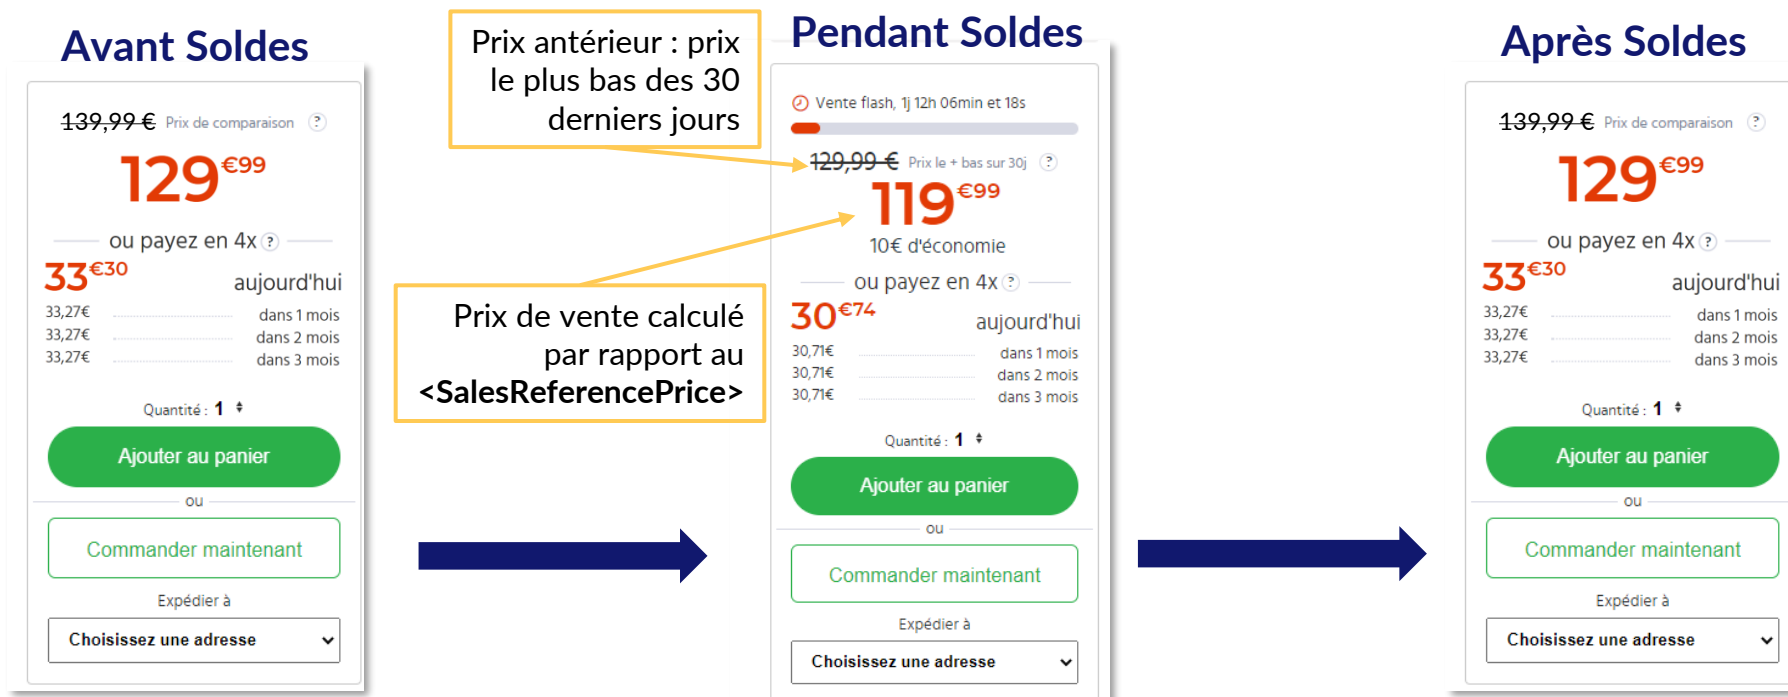 Avant Soldes
139,99 € Prix de comparaison ?
129€99
ou payez en 4x ?
33€30 aujourd'hui
33,27€ dans 1 mois
33,27€ dans 2 mois
33,27€ dans 3 mois
Quantité : 1
Ajouter au panier
ou
Commander maintenant
Expédier à
Choisissez une adresse
Prix antérieur : prix
le plus bas des 30
derniers jours
Prix de vente calculé
par rapport au
<SalesReferencePrice>
Pendant Soldes
Vente flash, 1j 12h 06min et 18s
129,99 € Prix le + bas sur 30j ?
119€99
10€ d'économie
ou payez en 4x ?
30€74 aujourd'hui
30,71€ dans 1 mois
30,71€ dans 2 mois
30,71€ dans 3 mois
Quantité : 1
Ajouter au panier
ou
Commander maintenant
Expédier à
Choisissez une adresse
Après Soldes
139,99 € Prix de comparaison ?
129€99
ou payez en 4x ?
33€30 aujourd'hui
33,27€ dans 1 mois
33,27€ dans 2 mois
33,27€ dans 3 mois
Quantité : 1
Ajouter au panier
ou
Commander maintenant
Expédier à
Choisissez une adresse